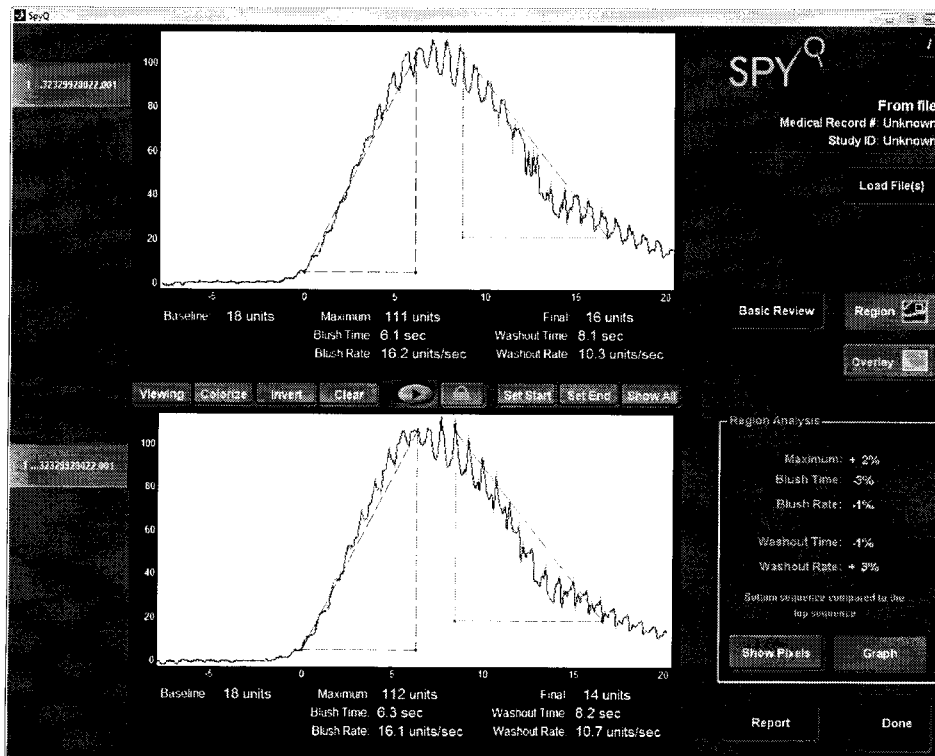 SpyQ
1 ...32329920022.001
100
80
60
40
20
0
-5 0 5 10 15 20
Baseline: 18 units Maximum: 111 units Final: 16 units
Blush Time: 6.1 sec Washout Time: 8.1 sec
Blush Rate: 16.2 units/sec Washout Rate: 10.3 units/sec
SPY Q
i
From file
Medical Record #: Unknown
Study ID: Unknown
Load File(s)
Basic Review Region
Overlay
Viewing Colorize Invert Clear Set Start Set End Show All
100
80
60
40
20
0
-5 0 5 10 15 20
Baseline 18 units Maximum: 112 units Final: 14 units
Blush Time: 6.3 sec Washout Time: 8.2 sec
Blush Rate: 16.1 units/sec Washout Rate: 10.7 units/sec
Region Analysis
Maximum: + 2%
Blush Time: -3%
Blush Rate: -1%
Washout Time: -1%
Washout Rate: + 3%
Bottom sequence compared to the
top sequence
Show Pixels Graph
Report Done